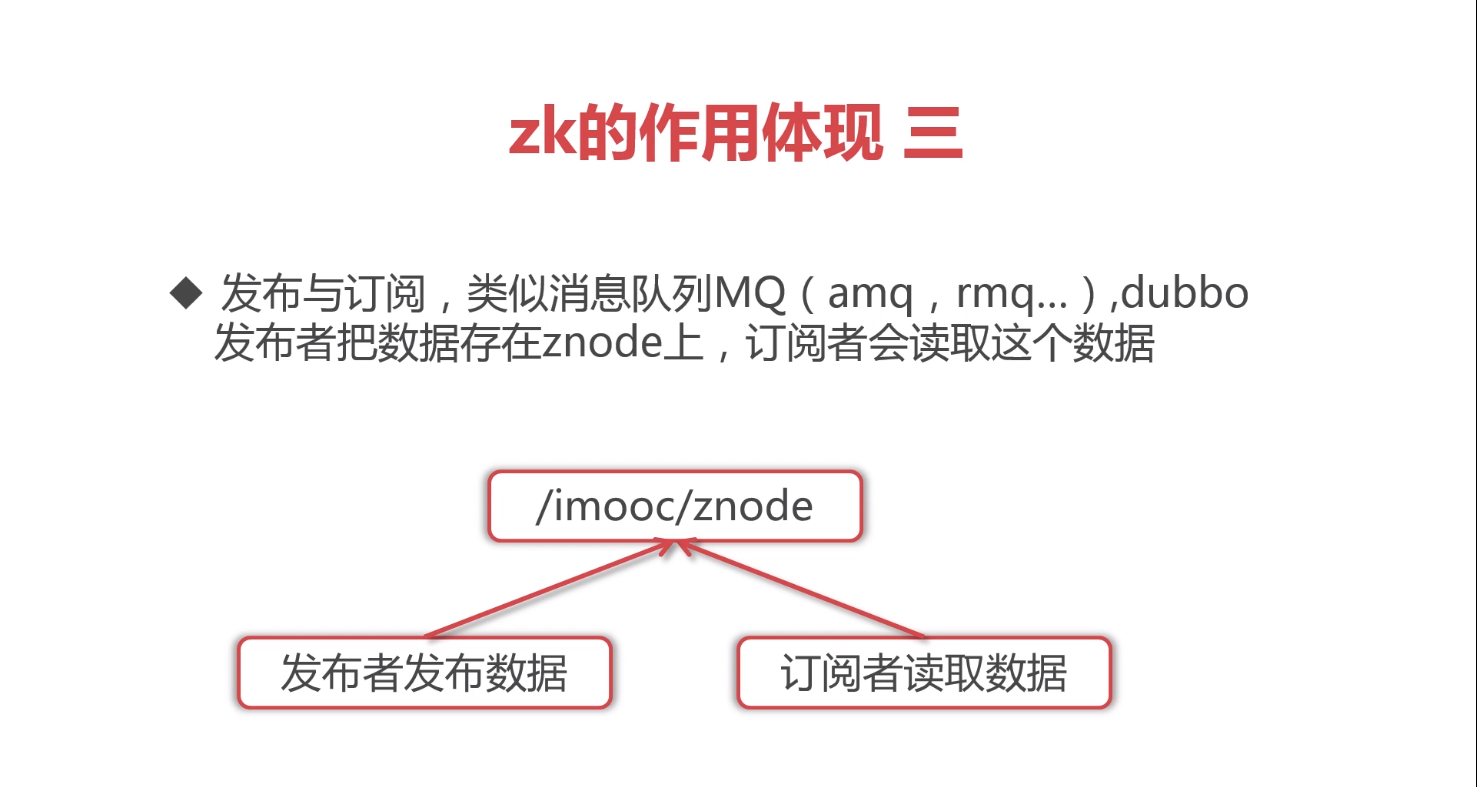 zk的作用体现 三
◆ 发布与订阅，类似消息队列MQ（amq，rmq...）,dubbo
发布者把数据存在znode上，订阅者会读取这个数据
/imooc/znode
发布者发布数据
订阅者读取数据